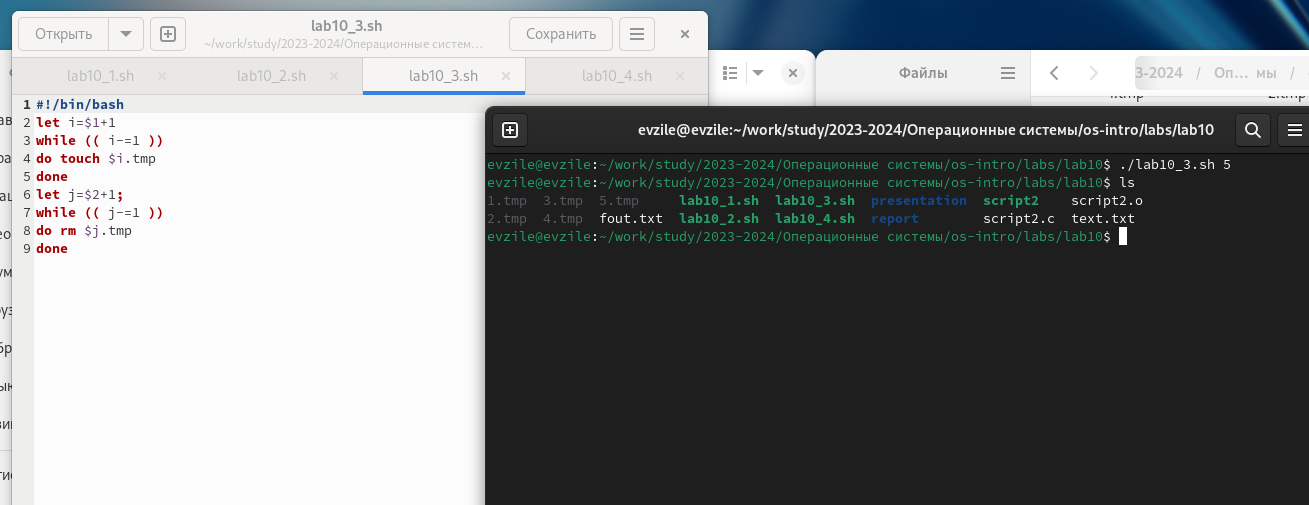 lab10_3.sh
Открыть
~/work/study/2023-2024/Операционные систем…
Сохранить
lab10_1.sh
lab10_2.sh
lab10_3.sh
lab10_4.sh
Файлы
3-2024 / Оп… мы /
1 #!/bin/bash
2 let i=$1+1
3 while (( i-=1 ))
4 do touch $i.tmp
5 done
6 let j=$2+1;
7 while (( j-=1 ))
8 do rm $j.tmp
9 done
evzile@evzile:~/work/study/2023-2024/Операционные системы/os-intro/labs/lab10
evzile@evzile:~/work/study/2023-2024/Операционные системы/os-intro/labs/lab10$ ./lab10_3.sh 5
evzile@evzile:~/work/study/2023-2024/Операционные системы/os-intro/labs/lab10$ ls
1.tmp 3.tmp 5.tmp lab10_1.sh lab10_3.sh presentation script2 script2.o
2.tmp 4.tmp fout.txt lab10_2.sh lab10_4.sh report script2.c text.txt
evzile@evzile:~/work/study/2023-2024/Операционные системы/os-intro/labs/lab10$